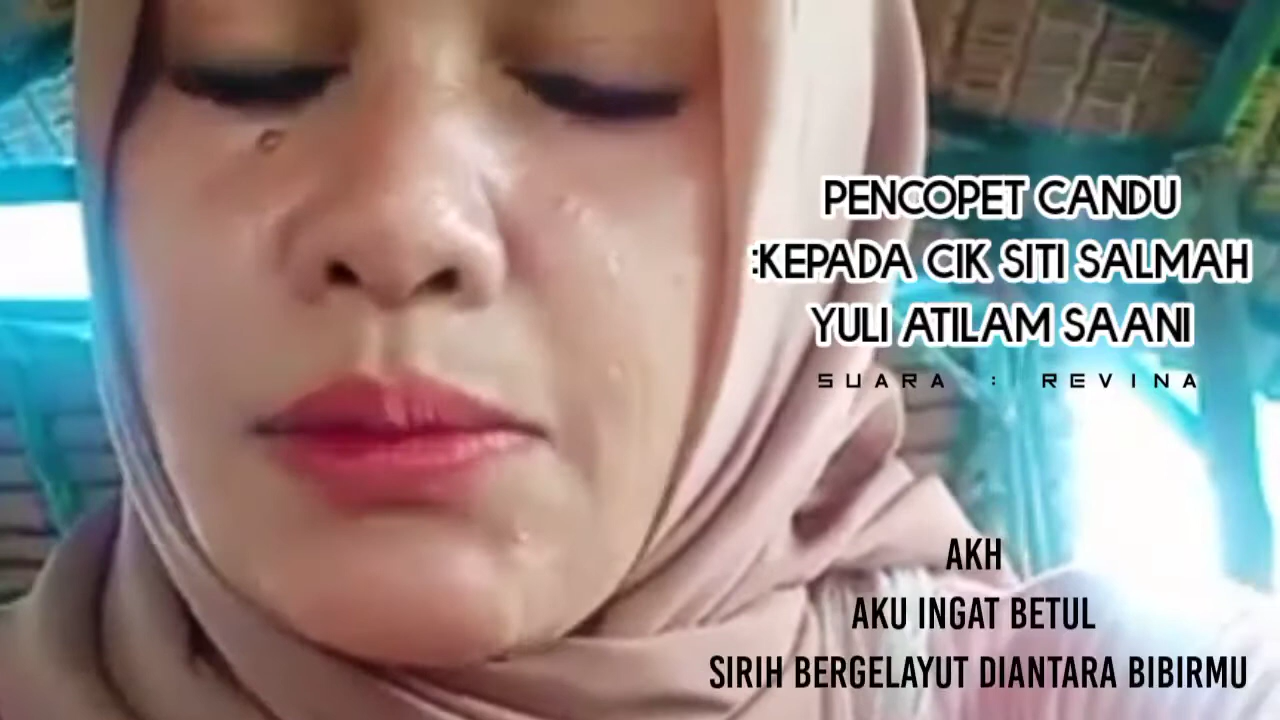 PENCOPET CANDU
:KEPADA CIK SITI SALMAH
YULI ATILAM SAANI
SUARA : REVINA
AKH
AKU INGAT BETUL
SIRIH BERGELAYUT DIANTARA BIBIRMU